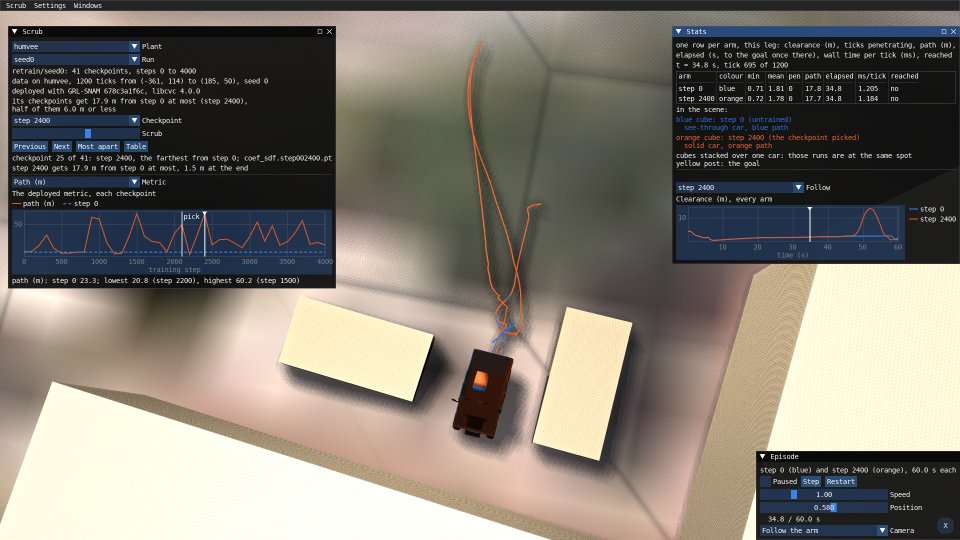 Scrub Settings Windows
Scrub
humvee Plant
seed0 Run
retrain/seed0: 41 checkpoints, steps 0 to 4000
data on humvee, 1200 ticks from (-361, 114) to (185, 50), seed 0
deployed with GRL-SNAM 678c3a1f6c, libcvc 4.0.0
its checkpoints get 17.9 m from step 0 at most (step 2400),
half of them 6.0 m or less
step 2400 Checkpoint
Scrub
Previous Next Most apart Table
checkpoint 25 of 41: step 2400, the farthest from step 0; coef_sdf.step002400.pt
step 2400 gets 17.9 m from step 0 at most, 1.5 m at the end
Path (m) Metric
The deployed metric, each checkpoint
path (m) step 0
pick
50
0 500 1000 1500 2000 2500 3000 3500 4000
training step
path (m): step 0 23.3; lowest 20.8 (step 2200), highest 60.2 (step 1500)
Stats
one row per arm, this leg: clearance (m), ticks penetrating, path (m),
elapsed (s, to the goal once there), wall time per tick (ms), reached
t = 34.8 s, tick 695 of 1200
arm colour min mean pen path elapsed ms/tick reached
step 0 blue 0.71 1.81 0 17.8 34.8 1.205 no
step 2400 orange 0.72 1.78 0 17.7 34.8 1.184 no
in the scene:
blue cube: step 0 (untrained)
see-through car, blue path
orange cube: step 2400 (the checkpoint picked)
solid car, orange path
cubes stacked over one car: those runs are at the same spot
yellow post: the goal
step 2400 Follow
Clearance (m), every arm
10
step 0
step 2400
10 20 30 40 50 60
time (s)
Episode
step 0 (blue) and step 2400 (orange), 60.0 s each
Paused Step Restart
1.00 Speed
0.580 Position
34.8 / 60.0 s
Follow the arm Camera
X